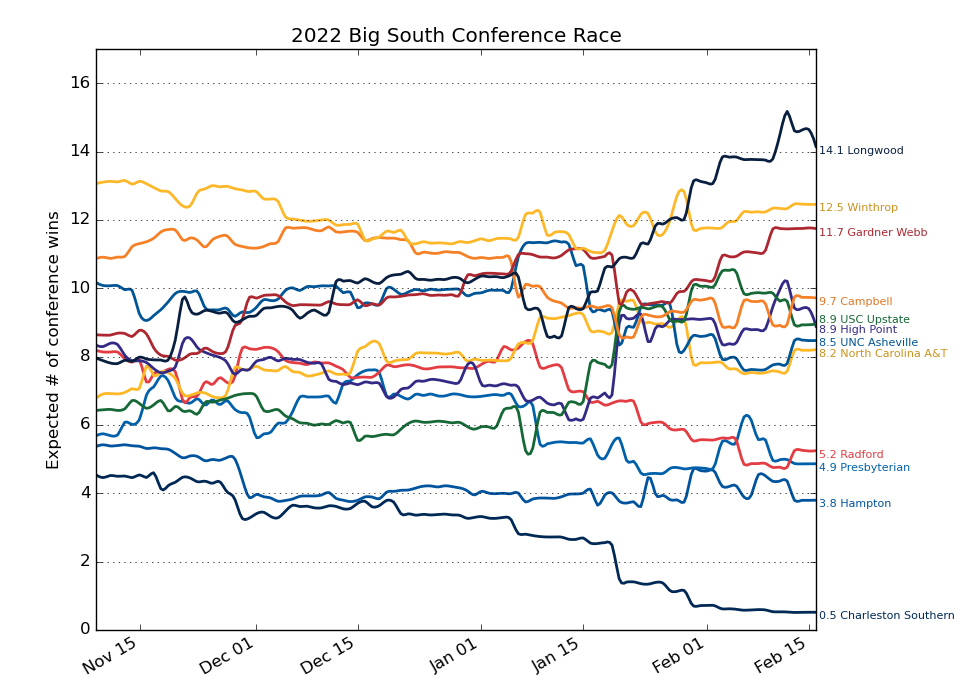 2022 Big South Conference Race
Expected # of conference wins
16
14
12
10
8
6
4
2
0
14.1 Longwood
12.5 Winthrop
11.7 Gardner Webb
9.7 Campbell
8.9 USC Upstate
8.9 High Point
8.5 UNC Asheville
8.2 North Carolina A&T
5.2 Radford
4.9 Presbyterian
3.8 Hampton
0.5 Charleston Southern
Nov 15
Dec 01
Dec 15
Jan 01
Jan 15
Feb 01
Feb 15